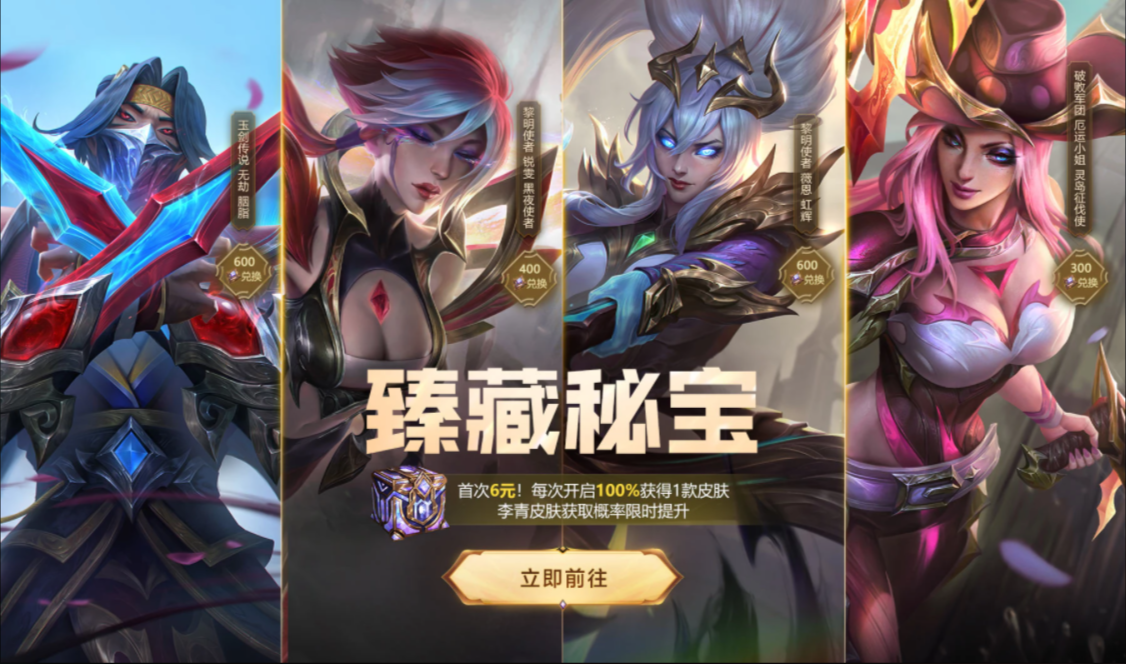 玉剑传说 无劫 胭脂
600
兑换
黎明使者 锐雯 黑夜使者
400
兑换
黎明使者 薇恩 虹辉
600
兑换
破败军团 厄运小姐 灵岛征伐使
300
兑换
臻藏秘宝
首次6元！每次开启100%获得1款皮肤
李青皮肤获取概率限时提升
立即前往